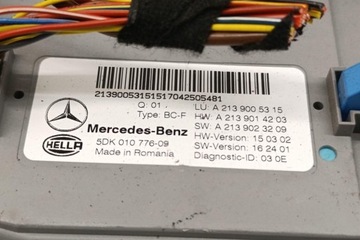 21390053151517042505481
Q: 01 LU: A 213 900 53 15
Type: BC-F HW: A 213 901 42 03
Mercedes-Benz SW: A 213 902 32 09
HELLA 5DK 010 776-09 HW-Version: 15 03 02
Made in Romania SW-Version: 16 24 01
Diagnostic-ID: 03 0E